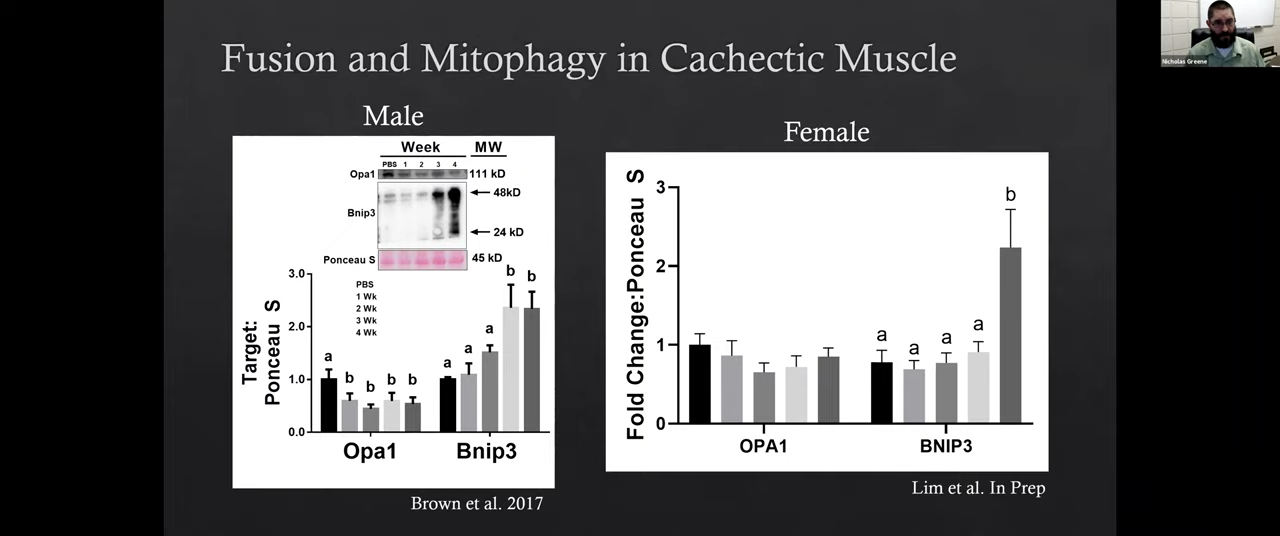 Fusion and Mitophagy in Cachectic Muscle
Nicholas Greene
Male
Week MW
PBS 1 2 3 4
Opa1 111 kD
48kD
Bnip3
24 kD
Ponceau S 45 kD
PBS
1 Wk
2 Wk
3 Wk
4 Wk
Target:
Ponceau S
3.0
2.0
1.0
0.0
a b b b b
a a a b b
Opa1 Bnip3
Brown et al. 2017
Female
Fold Change:Ponceau S
3
2
1
0
a a a a b
OPA1 BNIP3
Lim et al. In Prep